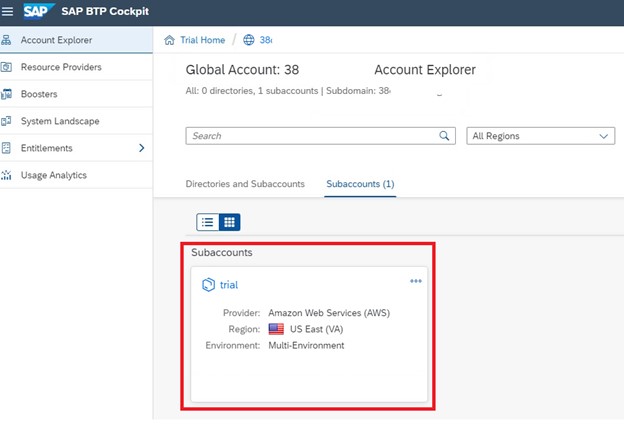 SAP SAP BTP Cockpit
Account Explorer
Resource Providers
Boosters
System Landscape
Entitlements
Usage Analytics
Trial Home / 38
Global Account: 38 Account Explorer
All: 0 directories, 1 subaccounts | Subdomain: 38
Search
All Regions
Directories and Subaccounts Subaccounts (1)
Subaccounts
trial
Provider: Amazon Web Services (AWS)
Region: US East (VA)
Environment: Multi-Environment